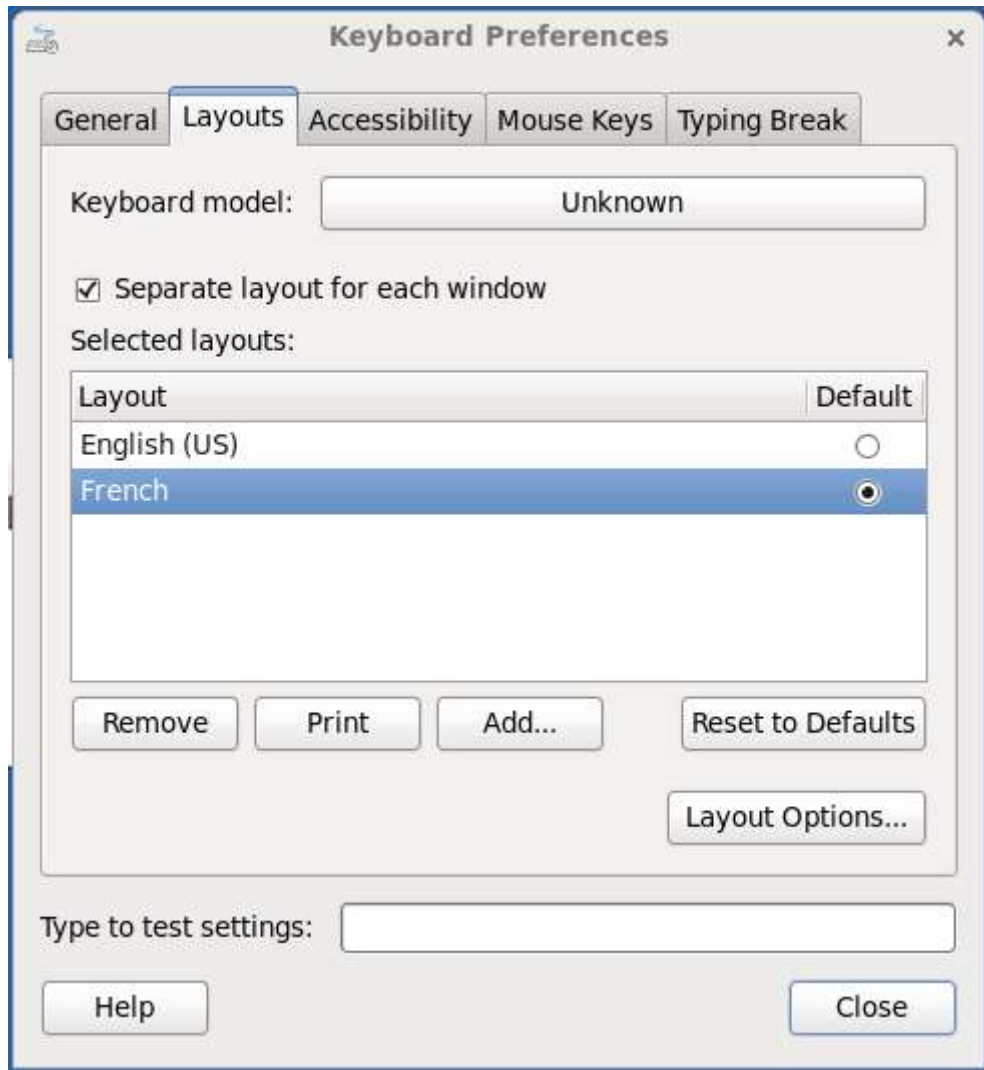 Keyboard Preferences
General Layouts Accessibility Mouse Keys Typing Break
Keyboard model: Unknown
Separate layout for each window
Selected layouts:
Layout Default
English (US)
French
Remove Print Add... Reset to Defaults
Layout Options...
Type to test settings:
Help Close